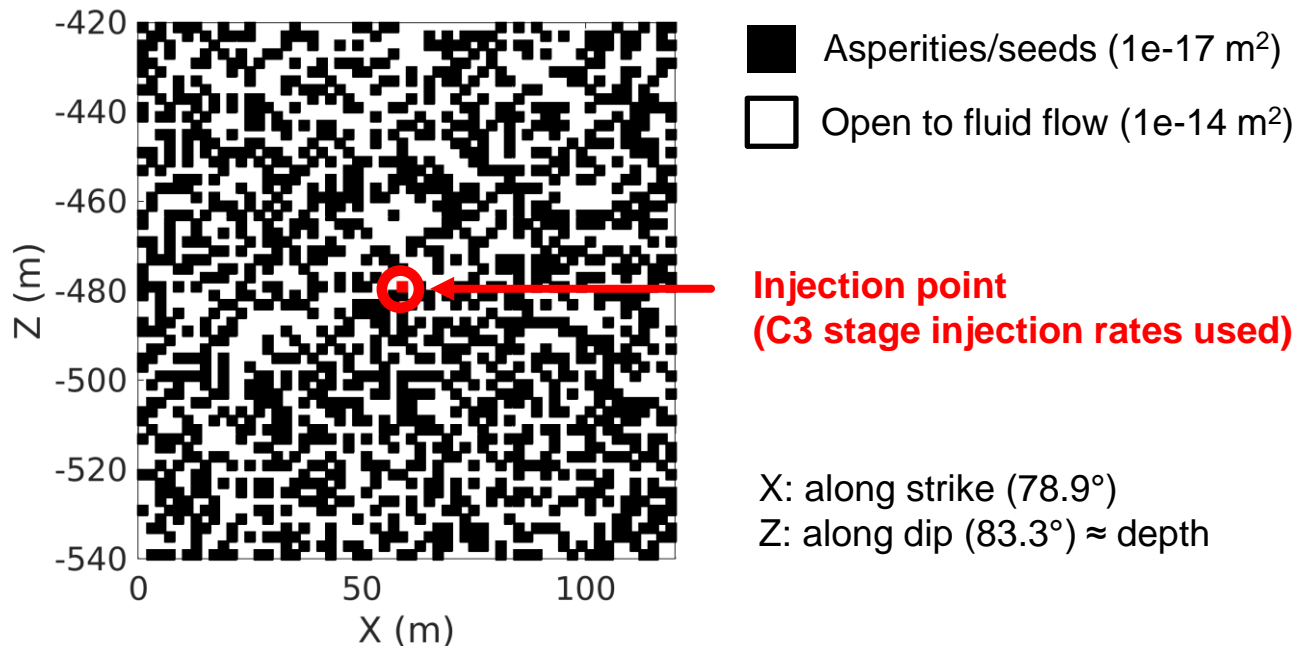 -420
-440
-460
-480
-500
-520
-540
Z (m)
0
50
100
X (m)
Asperities/seeds (1e-17 m²)
Open to fluid flow (1e-14 m²)
Injection point
(C3 stage injection rates used)
X: along strike (78.9°)
Z: along dip (83.3°) ≈ depth